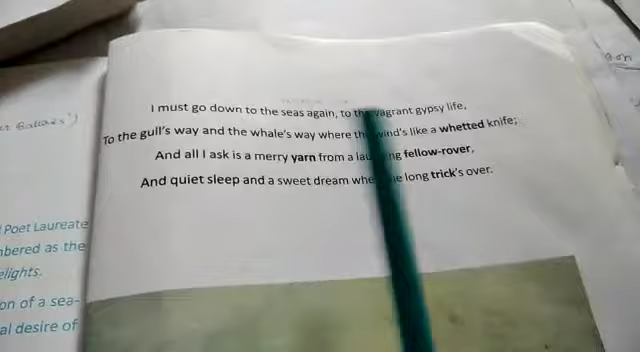 I must go down to the seas again, to the vagrant gypsy life,
To the gull's way and the whale's way where the wind's like a whetted knife;
And all I ask is a merry yarn from a laughing fellow-rover,
And quiet sleep and a sweet dream when the long trick's over.
Poet Laureate
bered as the
elights.
on of a sea-
al desire of